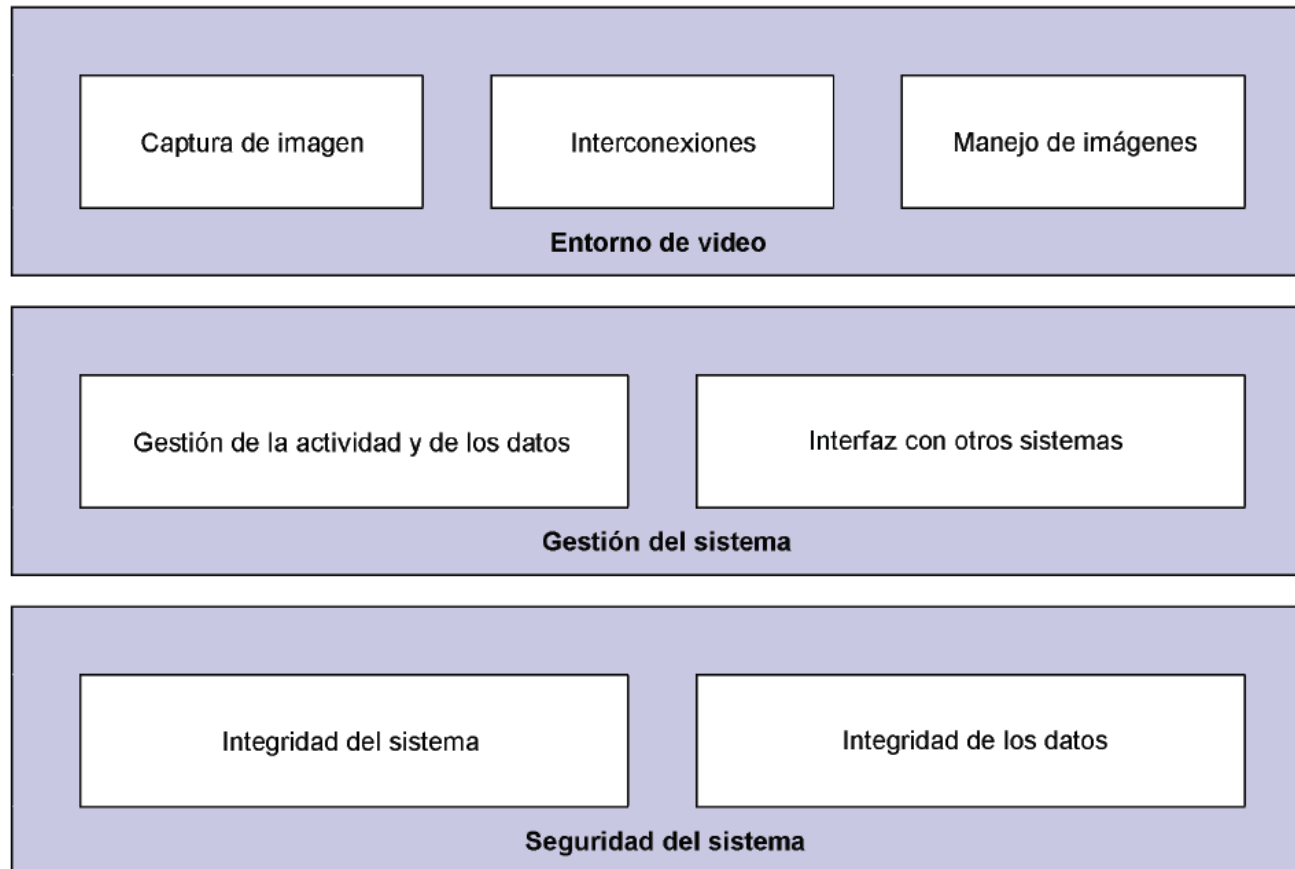 Captura de imagen
Interconexiones
Manejo de imágenes
Entorno de video
Gestión de la actividad y de los datos
Interfaz con otros sistemas
Gestión del sistema
Integridad del sistema
Integridad de los datos
Seguridad del sistema